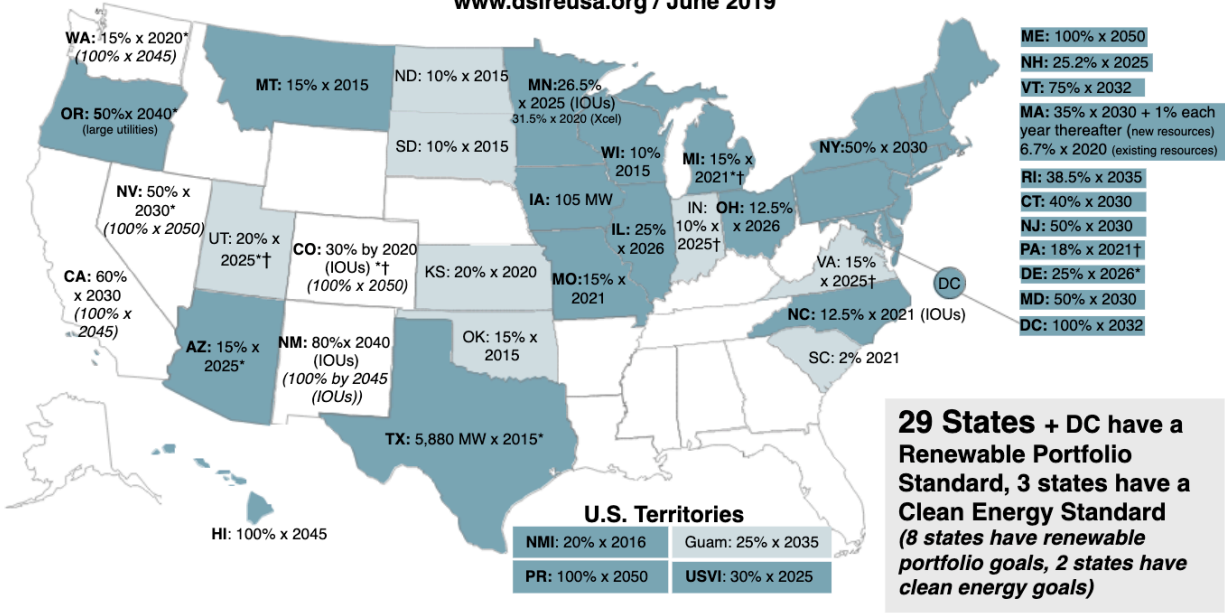 www.dsireusa.org / June 2019
WA: 15% x 2020*
(100% x 2045)
OR: 50%x 2040*
(large utilities)
MT: 15% x 2015
ND: 10% x 2015
SD: 10% x 2015
MN:26.5%
x 2025 (IOUs)
31.5% x 2020 (Xcel)
WI: 10%
2015
MI: 15% x
2021*†
NY:50% x 2030
NV: 50% x
2030*
(100% x 2050)
UT: 20% x
2025*†
CO: 30% by 2020
(IOUs) *†
(100% x 2050)
KS: 20% x 2020
IA: 105 MW
IL: 25%
x 2026
IN:
10% x
2025†
OH: 12.5%
x 2026
MO:15% x
2021
VA: 15%
x 2025†
DC
CA: 60%
x 2030
(100% x
2045)
AZ: 15% x
2025*
NM: 80%x 2040
(IOUs)
(100% by 2045
(IOUs))
OK: 15% x
2015
NC: 12.5% x 2021 (IOUs)
SC: 2% 2021
TX: 5,880 MW x 2015*
HI: 100% x 2045
ME: 100% x 2050
NH: 25.2% x 2025
VT: 75% x 2032
MA: 35% x 2030 + 1% each
year thereafter (new resources)
6.7% x 2020 (existing resources)
RI: 38.5% x 2035
CT: 40% x 2030
NJ: 50% x 2030
PA: 18% x 2021†
DE: 25% x 2026*
MD: 50% x 2030
DC: 100% x 2032
U.S. Territories
NMI: 20% x 2016
Guam: 25% x 2035
PR: 100% x 2050
USVI: 30% x 2025
29 States + DC have a
Renewable Portfolio
Standard, 3 states have a
Clean Energy Standard
(8 states have renewable
portfolio goals, 2 states have
clean energy goals)